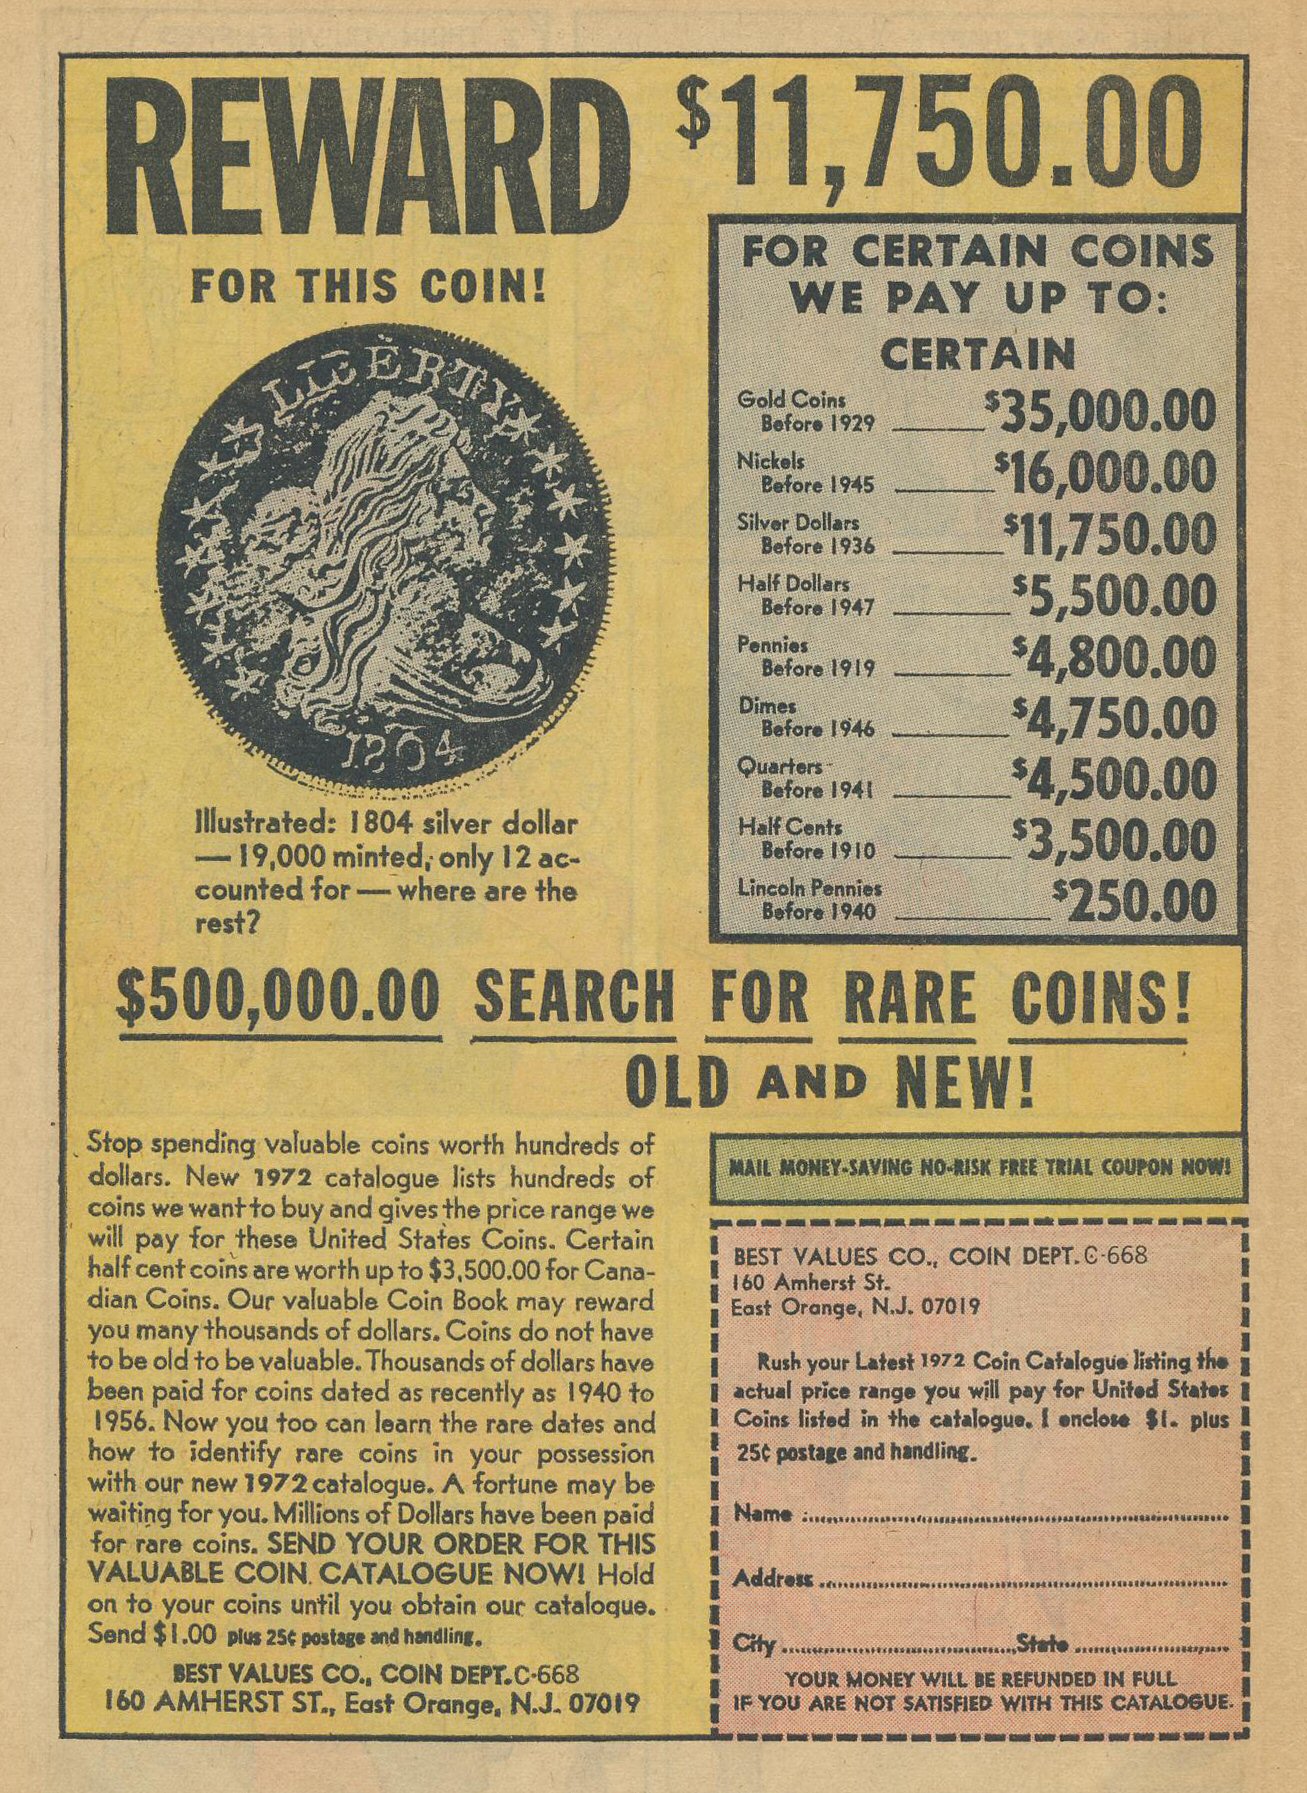 REWARD $11,750.00
FOR THIS COIN!
LIBERTY
1804
Illustrated: 1804 silver dollar
— 19,000 minted, only 12 ac-
counted for — where are the
rest?
FOR CERTAIN COINS
WE PAY UP TO:
CERTAIN
Gold Coins
Before 1929 $35,000.00
Nickels
Before 1945 $16,000.00
Silver Dollars
Before 1936 $11,750.00
Half Dollars
Before 1947 $5,500.00
Pennies
Before 1919 $4,800.00
Dimes
Before 1946 $4,750.00
Quarters
Before 1941 $4,500.00
Half Cents
Before 1910 $3,500.00
Lincoln Pennies
Before 1940 $250.00
$500,000.00 SEARCH FOR RARE COINS!
OLD AND NEW!
Stop spending valuable coins worth hundreds of
dollars. New 1972 catalogue lists hundreds of
coins we want to buy and gives the price range we
will pay for these United States Coins. Certain
half cent coins are worth up to $3,500.00 for Cana-
dian Coins. Our valuable Coin Book may reward
you many thousands of dollars. Coins do not have
to be old to be valuable. Thousands of dollars have
been paid for coins dated as recently as 1940 to
1956. Now you too can learn the rare dates and
how to identify rare coins in your possession
with our new 1972 catalogue. A fortune may be
waiting for you. Millions of Dollars have been paid
for rare coins. SEND YOUR ORDER FOR THIS
VALUABLE COIN CATALOGUE NOW! Hold
on to your coins until you obtain our catalogue.
Send $1.00 plus 25¢ postage and handling.
BEST VALUES CO., COIN DEPT. C-668
160 AMHERST ST., East Orange, N.J. 07019
MAIL MONEY-SAVING NO-RISK FREE TRIAL COUPON NOW!
BEST VALUES CO., COIN DEPT. C-668
160 Amherst St.
East Orange, N.J. 07019
Rush your Latest 1972 Coin Catalogue listing the
actual price range you will pay for United States
Coins listed in the catalogue. I enclose $1. plus
25¢ postage and handling.
Name
Address
City State
YOUR MONEY WILL BE REFUNDED IN FULL
IF YOU ARE NOT SATISFIED WITH THIS CATALOGUE.